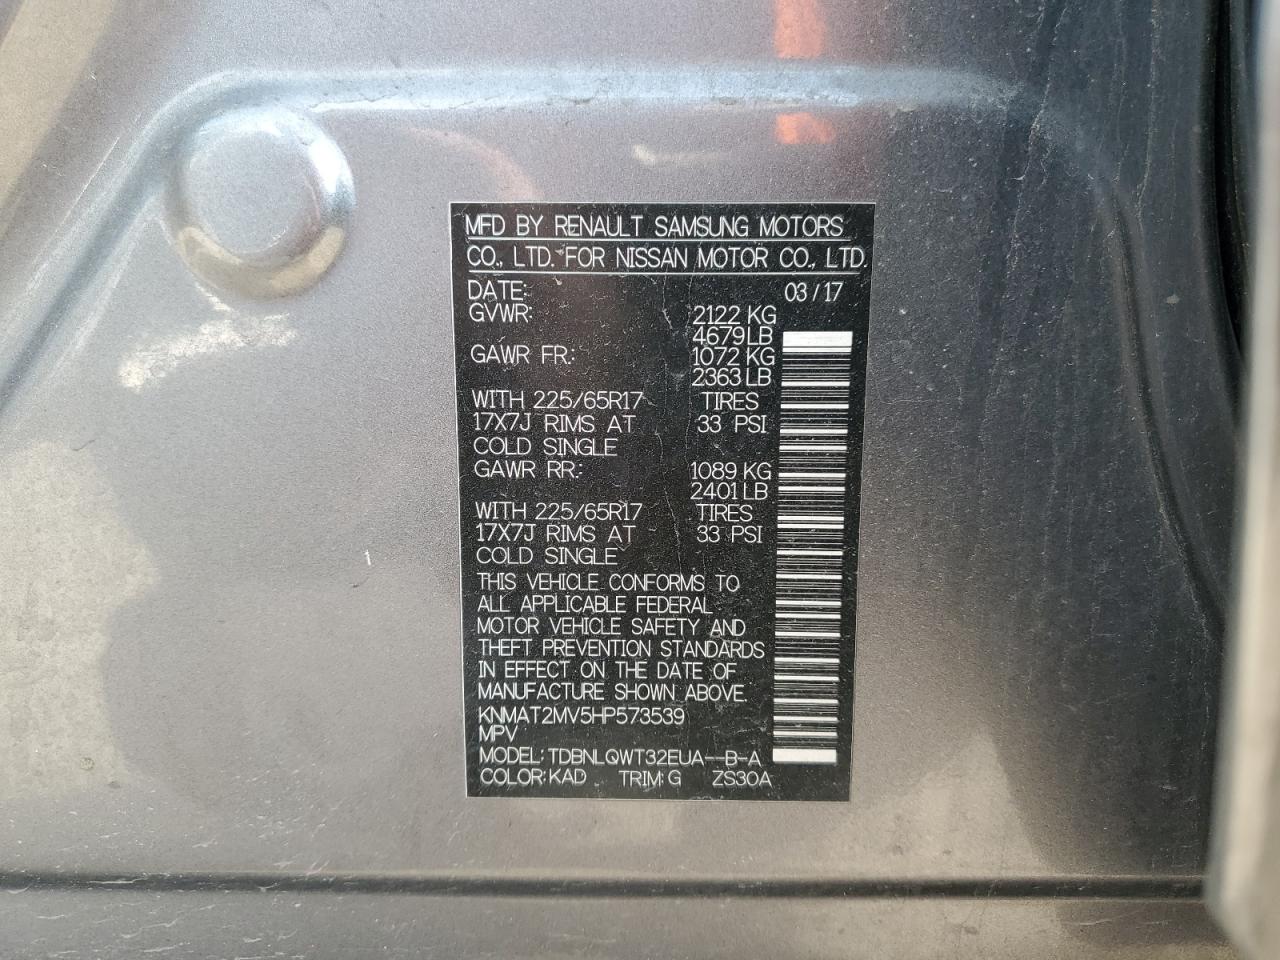 MFD BY RENAULT SAMSUNG MOTORS
CO., LTD. FOR NISSAN MOTOR CO., LTD.
DATE: 03/17
GVWR: 2122 KG
4679 LB
GAWR FR.: 1072 KG
2363 LB
WITH 225/65R17 TIRES
17X7J RIMS AT 33 PSI
COLD SINGLE
GAWR RR.: 1089 KG
2401 LB
WITH 225/65R17 TIRES
17X7J RIMS AT 33 PSI
COLD SINGLE
THIS VEHICLE CONFORMS TO
ALL APPLICABLE FEDERAL
MOTOR VEHICLE SAFETY AND
THEFT PREVENTION STANDARDS
IN EFFECT ON THE DATE OF
MANUFACTURE SHOWN ABOVE.
KNMAT2MV5HP573539
MPV
MODEL: TDBNLQWT32EUA--B-A
COLOR: KAD TRIM: G ZS30A